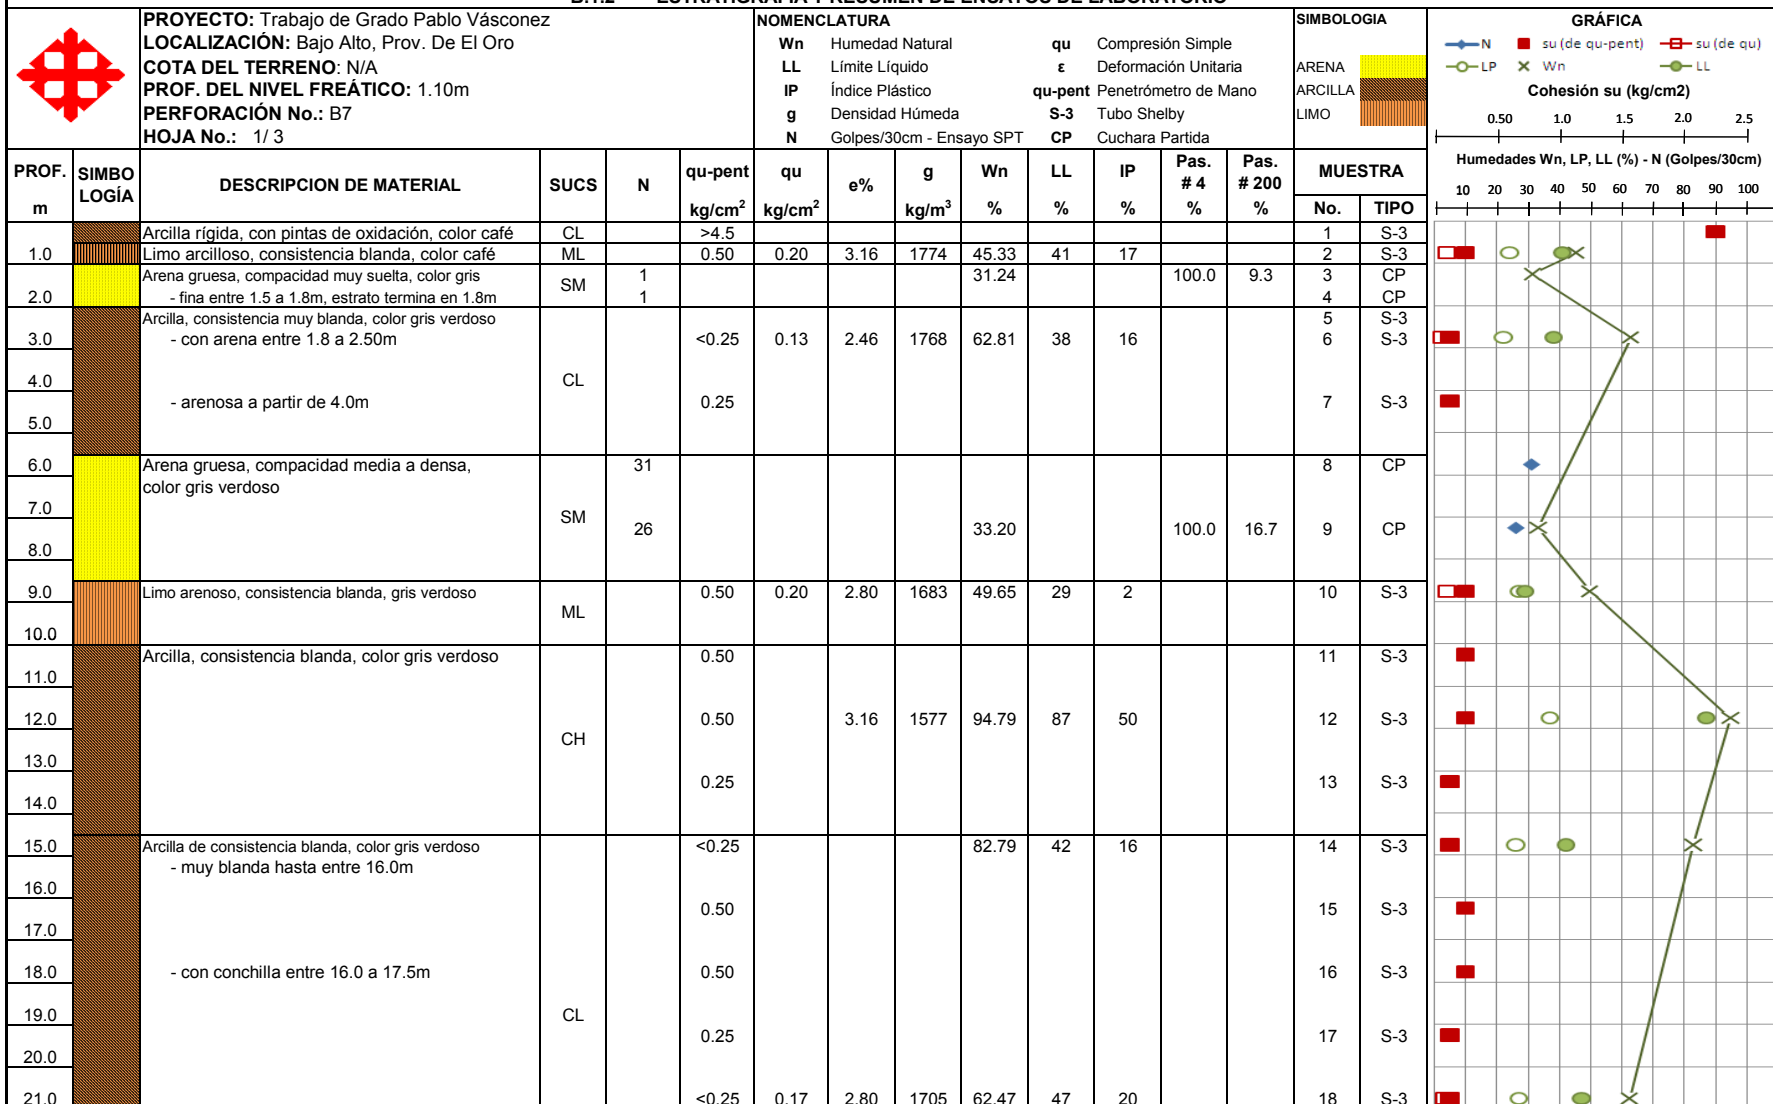 PROYECTO: Trabajo de Grado Pablo Vásconez
LOCALIZACIÓN: Bajo Alto, Prov. De El Oro
COTA DEL TERRENO: N/A
PROF. DEL NIVEL FREÁTICO: 1.10m
PERFORACIÓN No.: B7
HOJA No.: 1/ 3
NOMENCLATURA
Wn Humedad Natural qu Compresión Simple
LL Límite Líquido ε Deformación Unitaria
IP Índice Plástico qu-pent Penetrómetro de Mano
g Densidad Húmeda S-3 Tubo Shelby
N Golpes/30cm - Ensayo SPT CP Cuchara Partida
SIMBOLOGIA
ARENA
ARCILLA
LIMO
GRÁFICA
N su (de qu-pent) su (de qu)
LP Wn LL
Cohesión su (kg/cm2)
0.50 1.0 1.5 2.0 2.5
Humedades Wn, LP, LL (%) - N (Golpes/30cm)
10 20 30 40 50 60 70 80 90 100
PROF. SIMBO DESCRIPCION DE MATERIAL SUCS N qu-pent qu e% g Wn LL IP Pas. Pas. MUESTRA
LOGÍA # 4 # 200
m kg/cm2 kg/cm2 kg/m3 % % % % % No. TIPO
Arcilla rígida, con pintas de oxidación, color café CL >4.5 1 S-3
1.0 Limo arcilloso, consistencia blanda, color café ML 0.50 0.20 3.16 1774 45.33 41 17 2 S-3
Arena gruesa, compacidad muy suelta, color gris SM 1 31.24 100.0 9.3 3 CP
2.0 - fina entre 1.5 a 1.8m, estrato termina en 1.8m 1 4 CP
Arcilla, consistencia muy blanda, color gris verdoso 5 S-3
3.0 - con arena entre 1.8 a 2.50m <0.25 0.13 2.46 1768 62.81 38 16 6 S-3
4.0 CL
- arenosa a partir de 4.0m 0.25 7 S-3
5.0
6.0 Arena gruesa, compacidad media a densa, 31 8 CP
color gris verdoso
7.0 SM
26 33.20 100.0 16.7 9 CP
8.0
9.0 Limo arenoso, consistencia blanda, gris verdoso 0.50 0.20 2.80 1683 49.65 29 2 10 S-3
ML
10.0
Arcilla, consistencia blanda, color gris verdoso 0.50 11 S-3
11.0
12.0 0.50 3.16 1577 94.79 87 50 12 S-3
CH
13.0
0.25 13 S-3
14.0
15.0 Arcilla de consistencia blanda, color gris verdoso <0.25 82.79 42 16 14 S-3
- muy blanda hasta entre 16.0m
16.0
0.50 15 S-3
17.0
18.0 - con conchilla entre 16.0 a 17.5m 0.50 16 S-3
19.0 CL
0.25 17 S-3
20.0
21.0 <0.25 0.17 2.80 1705 62.47 47 20 18 S-3